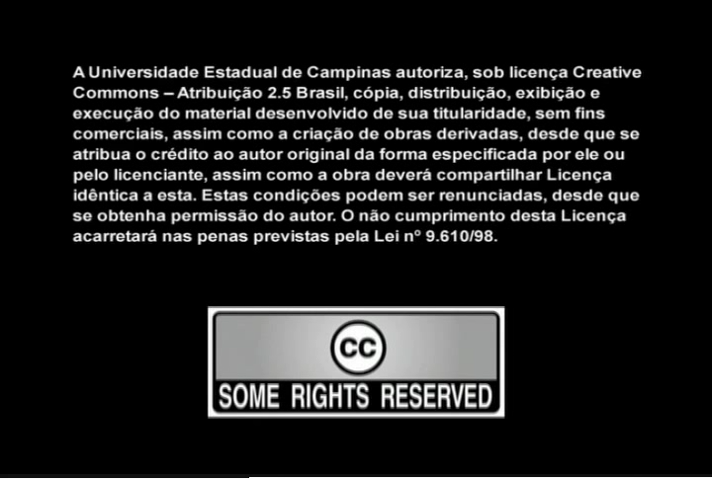 A Universidade Estadual de Campinas autoriza, sob licença Creative
Commons – Atribuição 2.5 Brasil, cópia, distribuição, exibição e
execução do material desenvolvido de sua titularidade, sem fins
comerciais, assim como a criação de obras derivadas, desde que se
atribua o crédito ao autor original da forma especificada por ele ou
pelo licenciante, assim como a obra deverá compartilhar Licença
idêntica a esta. Estas condições podem ser renunciadas, desde que
se obtenha permissão do autor. O não cumprimento desta Licença
acarretará nas penas previstas pela Lei nº 9.610/98.
CC
SOME RIGHTS RESERVED